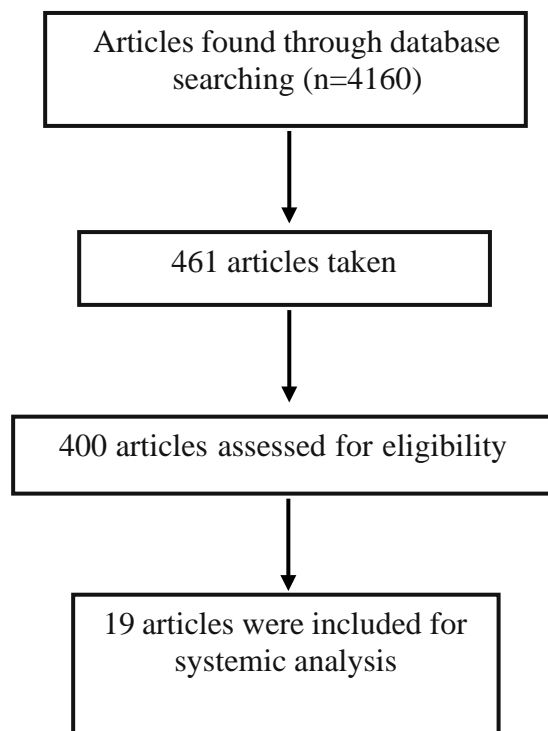 Articles found through database
searching (n=4160)
461 articles taken
400 articles assessed for eligibility
19 articles were included for
systemic analysis